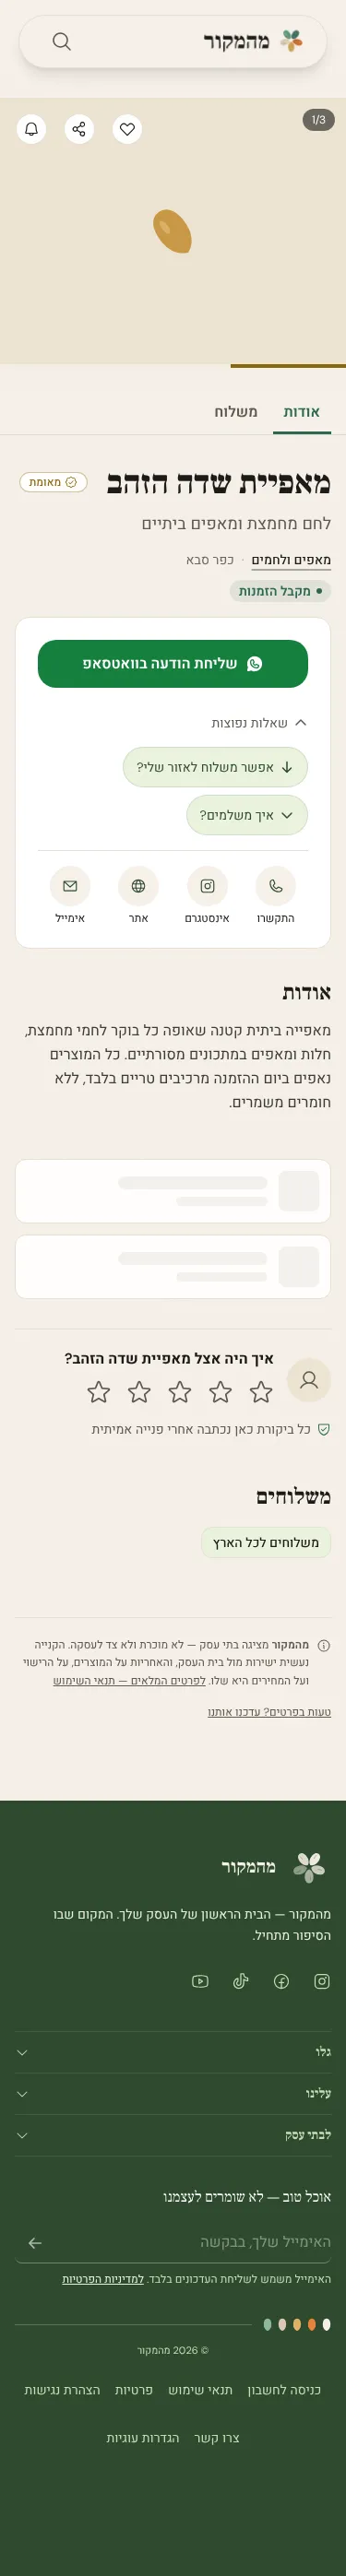 מהמקור
1/3
אודות
משלוח
מאפיית שדה הזהב
מאומת
לחם מחמצת ומאפים ביתיים
מאפים ולחמים · כפר סבא
מקבל הזמנות
שליחת הודעה בוואטסאפ
שאלות נפוצות
אפשר משלוח לאזור שלי?
איך משלמים?
התקשרו
אינסטגרם
אתר
אימייל
אודות
מאפייה ביתית קטנה שאופה כל בוקר לחמי מחמצת,
חלות ומאפים במתכונים מסורתיים. כל המוצרים
נאפים ביום ההזמנה מרכיבים טריים בלבד, ללא
חומרים משמרים.
איך היה אצל מאפיית שדה הזהב?
כל ביקורת כאן נכתבה אחרי פנייה אמיתית
משלוחים
משלוחים לכל הארץ
מהמקור מציגה בתי עסק — לא מוכרת ולא צד לעסקה. הקנייה
נעשית ישירות מול בית העסק, והאחריות על המוצרים, על הרישוי
ועל המחירים היא שלו. לפרטים המלאים — תנאי השימוש
טעות בפרטים? עדכנו אותנו
מהמקור
מהמקור — הבית הראשון של העסק שלך. המקום שבו
הסיפור מתחיל.
גלו
עלינו
לבתי עסק
אוכל טוב — לא שומרים לעצמנו
האימייל שלך, בבקשה
האימייל משמש לשליחת העדכונים בלבד. למדיניות הפרטיות
© 2026 מהמקור
כניסה לחשבון
תנאי שימוש
פרטיות
הצהרת נגישות
צרו קשר
הגדרות עוגיות